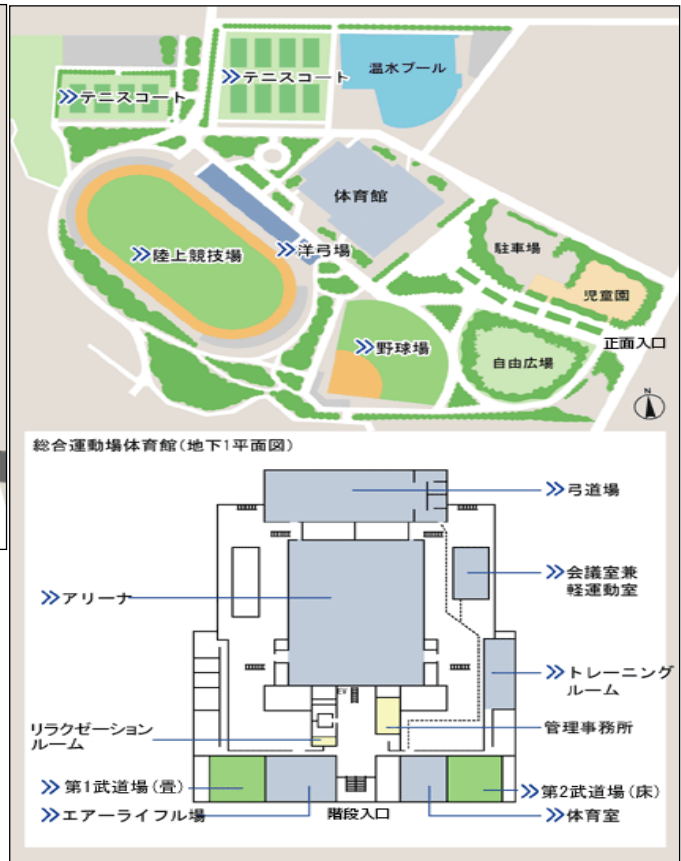 温水プール
≫テニスコート
≫テニスコート
体育館
≫陸上競技場
≫洋弓場
駐車場
児童園
正面入口
≫野球場
自由広場
N
総合運動場体育館(地下1平面図)
≫弓道場
≫会議室兼
軽運動室
≫アリーナ
≫トレーニング
ルーム
EV
リラクゼーション
ルーム
管理事務所
≫第1武道場(畳)
≫第2武道場(床)
≫エアーライフル場
階段入口
≫体育室